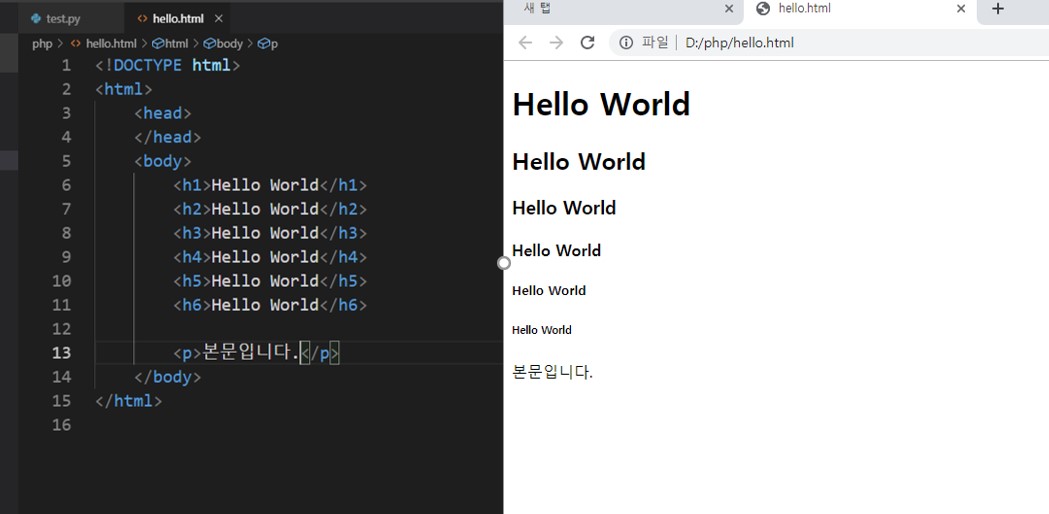 test.py
hello.html
php > hello.html > html > body > p
1 <!DOCTYPE html>
2 <html>
3 <head>
4 </head>
5 <body>
6 <h1>Hello World</h1>
7 <h2>Hello World</h2>
8 <h3>Hello World</h3>
9 <h4>Hello World</h4>
10 <h5>Hello World</h5>
11 <h6>Hello World</h6>
12
13 <p>본문입니다.</p>
14 </body>
15 </html>
16
새 탭
hello.html
파일 | D:/php/hello.html
Hello World
Hello World
Hello World
Hello World
Hello World
Hello World
본문입니다.